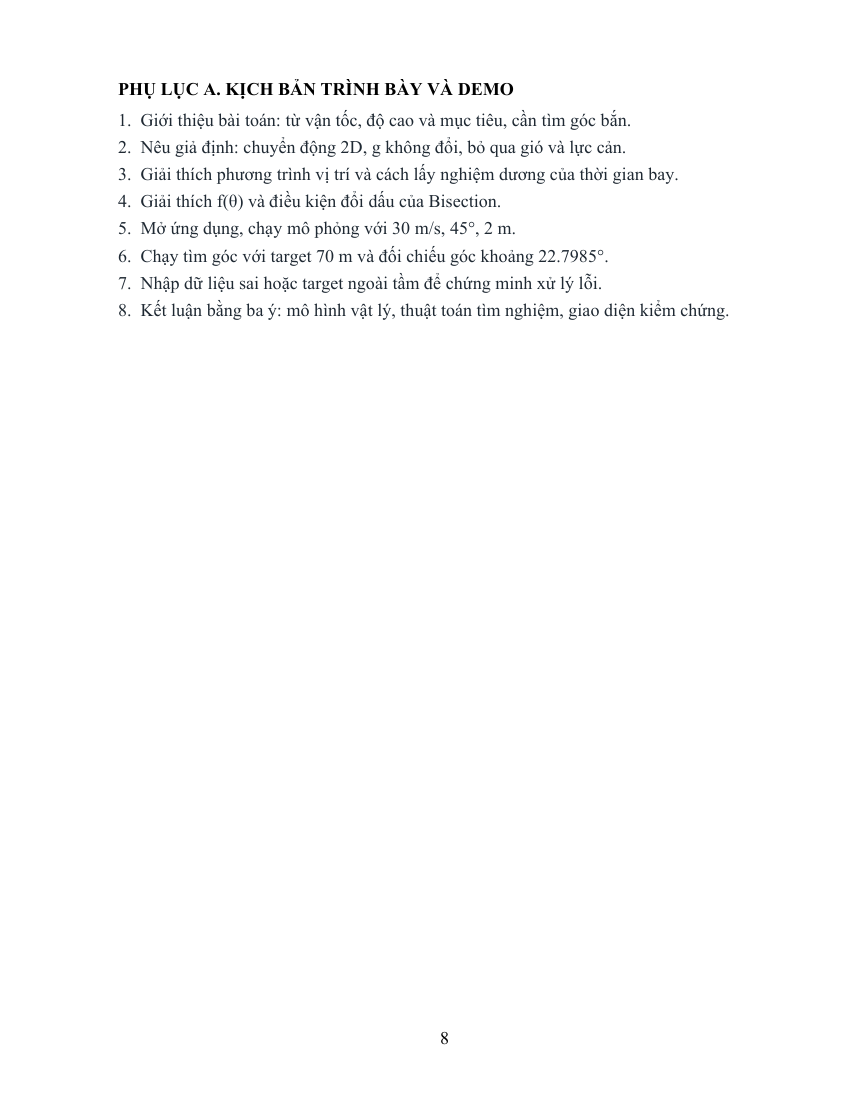 PHỤ LỤC A. KỊCH BẢN TRÌNH BÀY VÀ DEMO
1. Giới thiệu bài toán: từ vận tốc, độ cao và mục tiêu, cần tìm góc bắn.
2. Nêu giả định: chuyển động 2D, g không đổi, bỏ qua gió và lực cản.
3. Giải thích phương trình vị trí và cách lấy nghiệm dương của thời gian bay.
4. Giải thích f(θ) và điều kiện đổi dấu của Bisection.
5. Mở ứng dụng, chạy mô phỏng với 30 m/s, 45°, 2 m.
6. Chạy tìm góc với target 70 m và đối chiếu góc khoảng 22.7985°.
7. Nhập dữ liệu sai hoặc target ngoài tầm để chứng minh xử lý lỗi.
8. Kết luận bằng ba ý: mô hình vật lý, thuật toán tìm nghiệm, giao diện kiểm chứng.
8